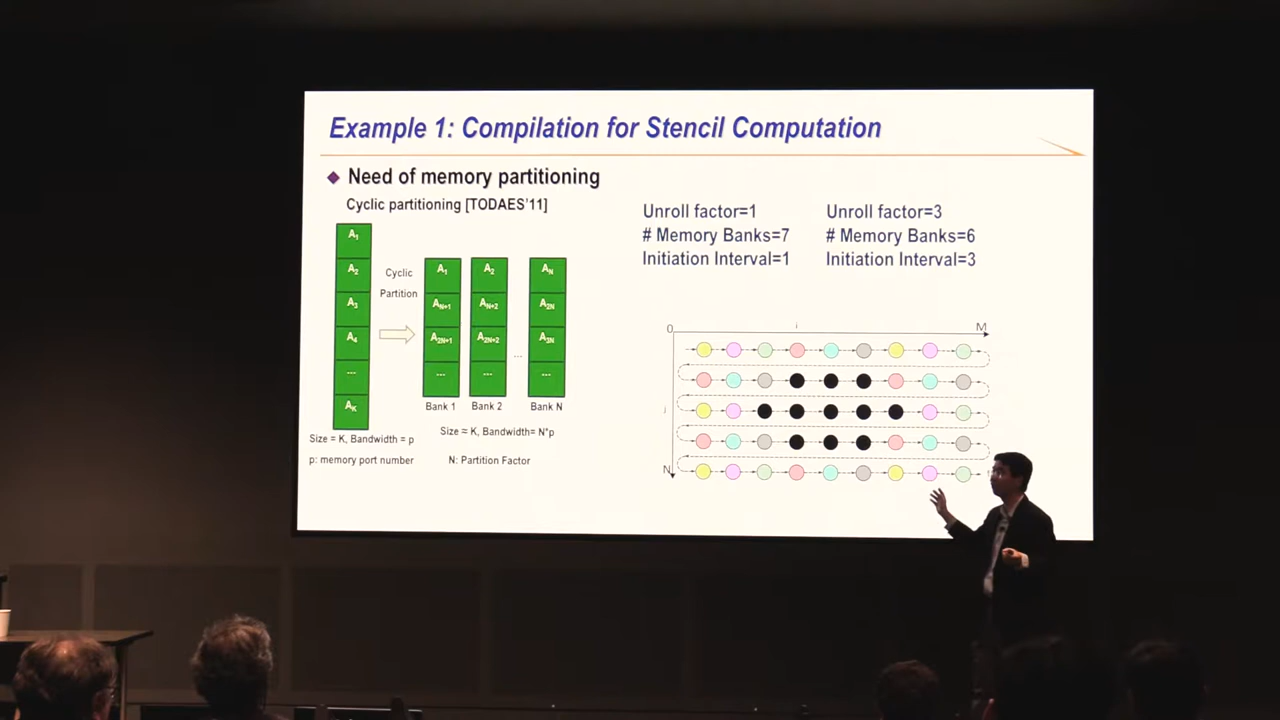 Example 1: Compilation for Stencil Computation
Need of memory partitioning
Cyclic partitioning [TODAES'11]
A1
A2
A3
A4
...
AK
Cyclic
Partition
A1
AN+1
A2N+1
...
A2
AN+2
A2N+2
...
...
AN
A2N
A3N
...
Bank 1
Bank 2
Bank N
Size = K, Bandwidth = p
p: memory port number
Size ≈ K, Bandwidth= N*p
N: Partition Factor
Unroll factor=1
# Memory Banks=7
Initiation Interval=1
Unroll factor=3
# Memory Banks=6
Initiation Interval=3
0
i
M
j
N